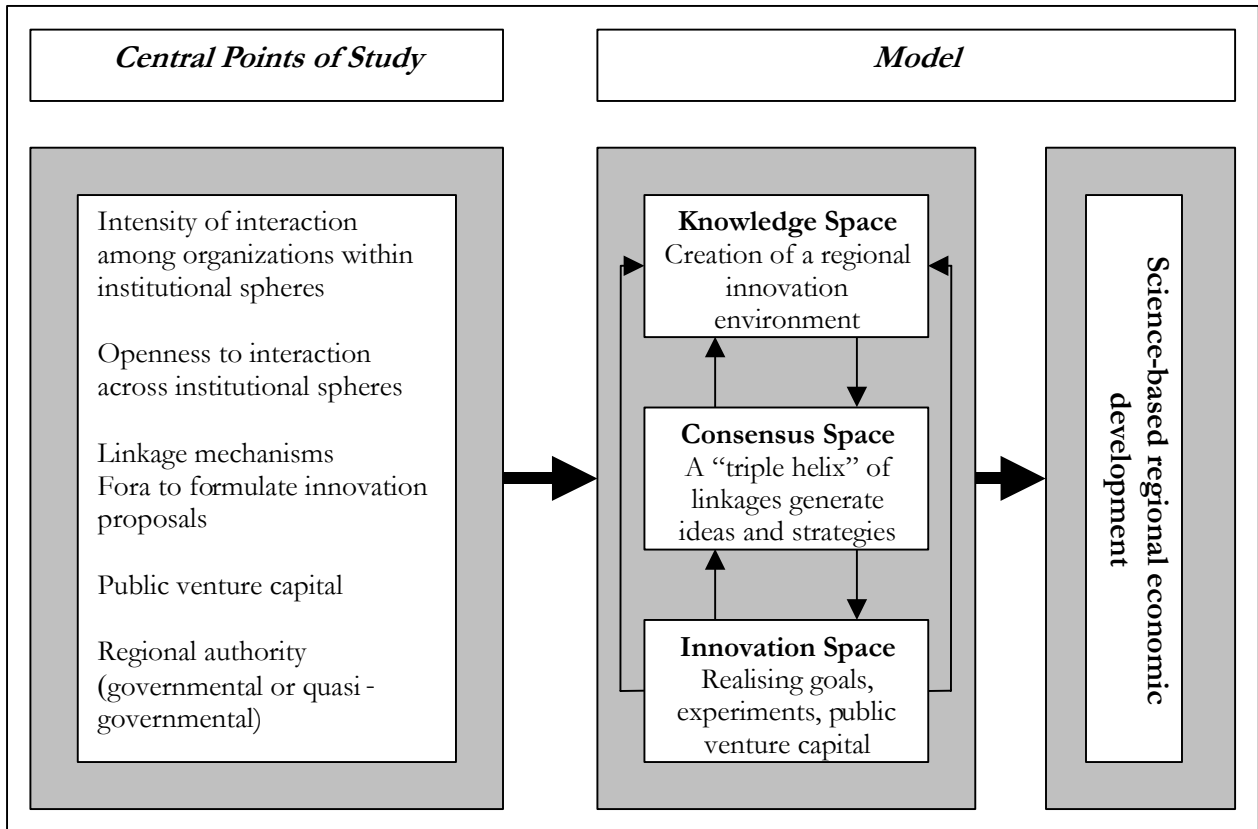 Central Points of Study
Model
Intensity of interaction
among organizations within
institutional spheres
Openness to interaction
across institutional spheres
Linkage mechanisms
Fora to formulate innovation
proposals
Public venture capital
Regional authority
(governmental or quasi-
governmental)
Knowledge Space
Creation of a regional
innovation
environment
Consensus Space
A “triple helix” of
linkages generate
ideas and strategies
Innovation Space
Realising goals,
experiments, public
venture capital
Science-based regional economic
development